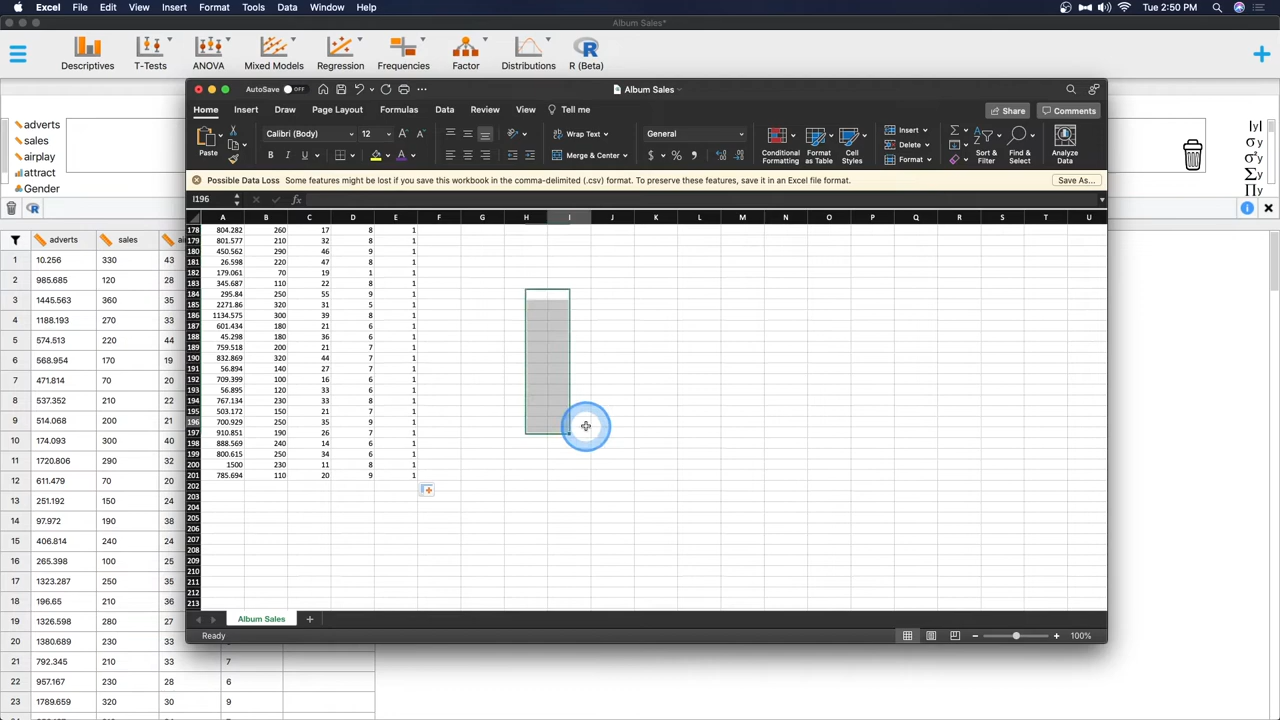 Excel File Edit View Insert Format Tools Data Window Help Tue 2:50 PM
Album Sales*
Descriptives T-Tests ANOVA Mixed Models Regression Frequencies Factor Distributions R (Beta)
AutoSave OFF Album Sales
Home Insert Draw Page Layout Formulas Data Review View Tell me Share Comments
Paste Calibri (Body) 12 Wrap Text General Insert
B I U Merge & Center $ % Conditional Formatting Format as Table Cell Styles Delete Format Sort & Filter Find & Select Analyze Data
Possible Data Loss Some features might be lost if you save this workbook in the comma-delimited (.csv) format. To preserve these features, save it in an Excel file format. Save As...
I196 fx
A B C D E F G H I J K L M N O P Q R S T U
178 804.282 260 17 8 1
179 801.577 210 32 8 1
180 450.562 290 46 9 1
181 26.598 220 47 8 1
182 179.061 70 19 1 1
183 345.687 110 22 8 1
184 295.84 250 55 9 1
185 2271.86 320 31 5 1
186 1134.575 300 39 8 1
187 601.434 180 21 6 1
188 45.298 180 36 6 1
189 759.518 200 21 7 1
190 832.869 320 44 7 1
191 56.894 140 27 7 1
192 709.399 100 16 6 1
193 56.895 120 33 6 1
194 767.134 230 33 8 1
195 503.172 150 21 7 1
196 700.929 250 35 9 1
197 910.851 190 26 7 1
198 888.569 240 14 6 1
199 800.615 250 34 6 1
200 1500 230 11 8 1
201 785.694 110 20 9 1
202
203
204
205
206
207
208
209
210
211
212
213
Album Sales +
Ready 100%
adverts
sales
airplay
attract
Gender
|y|
σ y
σ² y
Σ y
Π y
adverts sales
1 10.256 330 43
2 985.685 120 28
3 1445.563 360 35
4 1188.193 270 33
5 574.513 220 44
6 568.954 170 19
7 471.814 70 20
8 537.352 210
9 514.068 200 21
10 174.093 300
11 1720.806 290
12 611.479 70
13 251.192 150 24
14 97.972 190 38
15 406.814 240
16 265.398 100 25
17 1323.287 250 35
18 196.65 210
19 1326.598 280 27
20 1380.689 230 33
21 792.345 210 33 7
22 957.167 230 28 6
23 1789.659 320 30 9